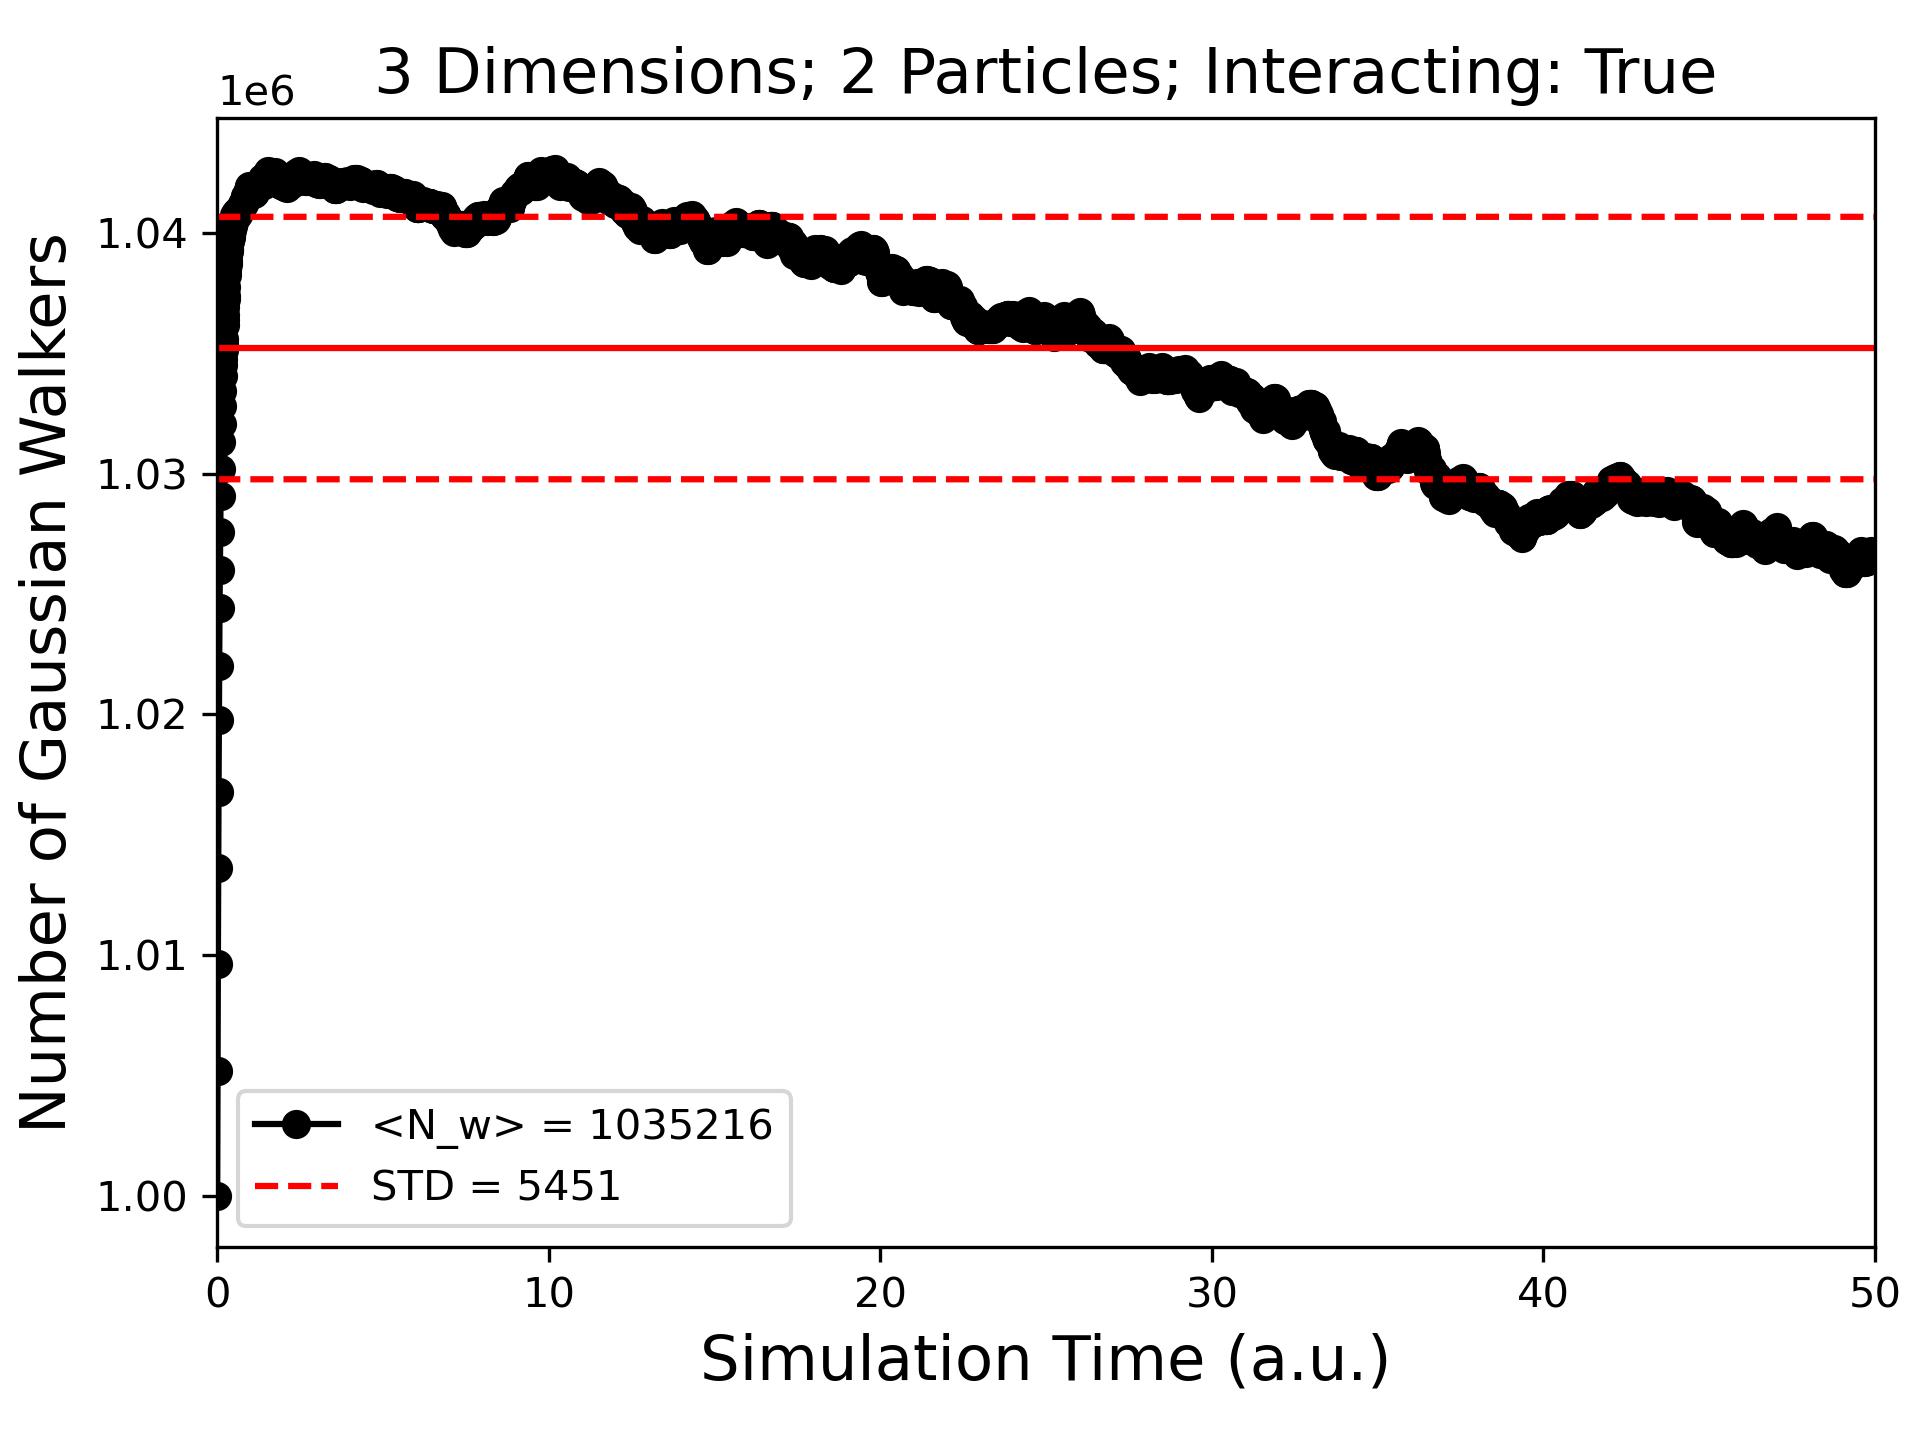 3 Dimensions; 2 Particles; Interacting: True
1e6
Number of Gaussian Walkers
1.04
1.03
1.02
1.01
1.00
<N_w> = 1035216
STD = 5451
0 10 20 30 40 50
Simulation Time (a.u.)